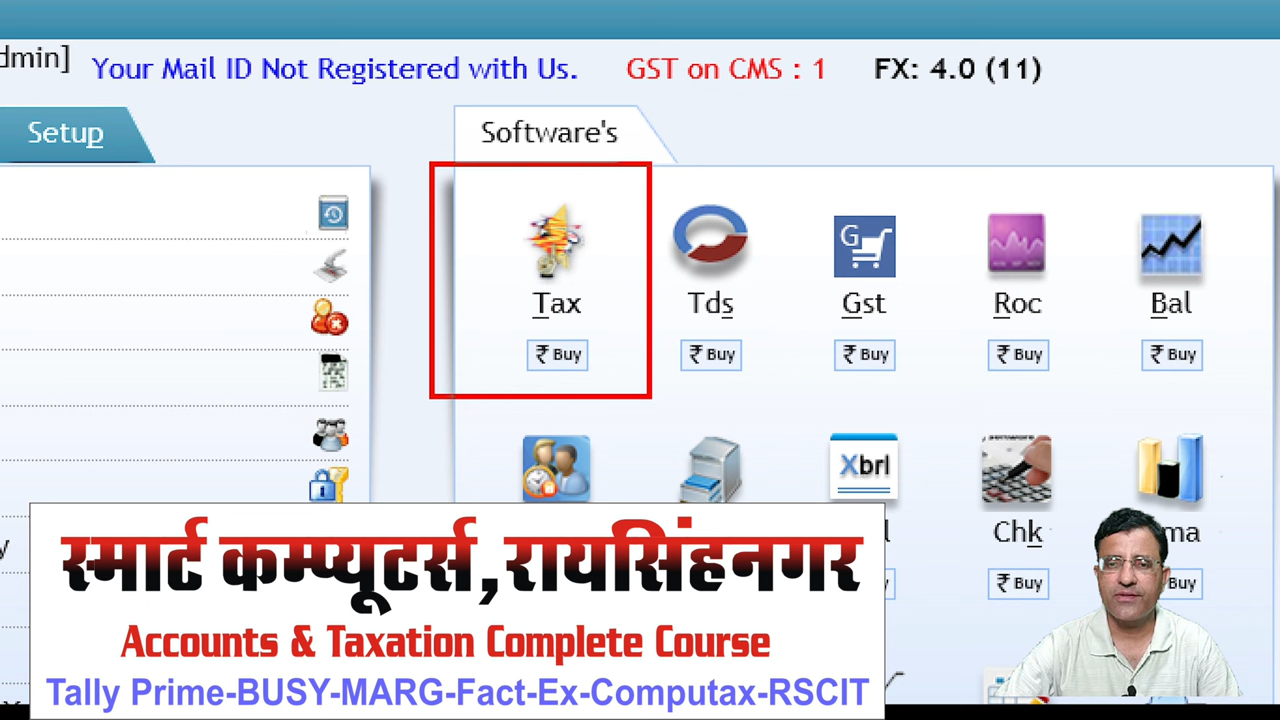 dmin] Your Mail ID Not Registered with Us. GST on CMS : 1 FX: 4.0 (11)
Setup Software's
Tax Tds Gst Roc Bal
₹ Buy ₹ Buy ₹ Buy ₹ Buy ₹ Buy
G
Xbrl
Chk ma
₹ Buy Buy
y
स्मार्ट कम्प्यूटर्स,रायसिंहनगर
Accounts & Taxation Complete Course
Tally Prime-BUSY-MARG-Fact-Ex-Computax-RSCIT